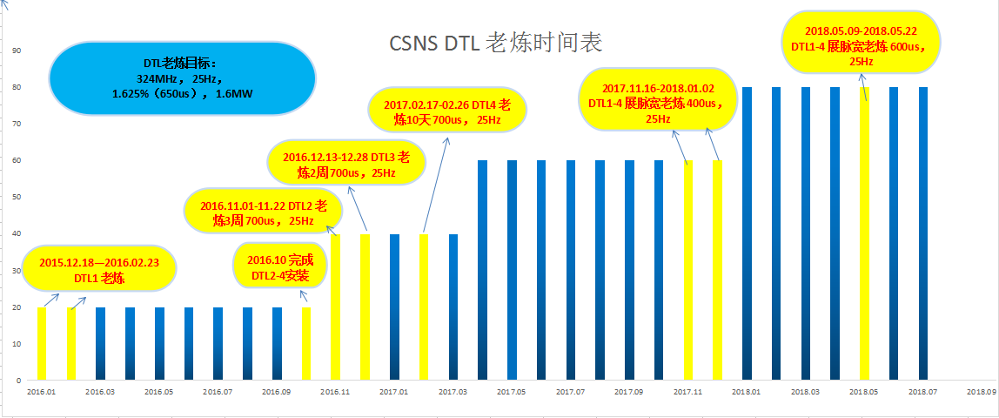 CSNS DTL 老炼时间表
DTL老炼目标：
324MHz， 25Hz，
1.625%（650us）， 1.6MW
2015.12.18—2016.02.23
DTL1 老炼
2016.10 完成
DTL2-4安装
2016.11.01-11.22 DTL2 老
炼3周 700us， 25Hz
2016.12.13-12.28 DTL3 老
炼2周 700us，25Hz
2017.02.17-02.26 DTL4 老
炼10天 700us， 25Hz
2017.11.16-2018.01.02
DTL1-4 展脉宽老炼 400us，
25Hz
2018.05.09-2018.05.22
DTL1-4 展脉宽老炼 600us，
25Hz
90
80
70
60
50
40
30
20
10
0
2016.01 2016.03 2016.05 2016.07 2016.09 2016.11 2017.01 2017.03 2017.05 2017.07 2017.09 2017.11 2018.01 2018.03 2018.05 2018.07 2018.09